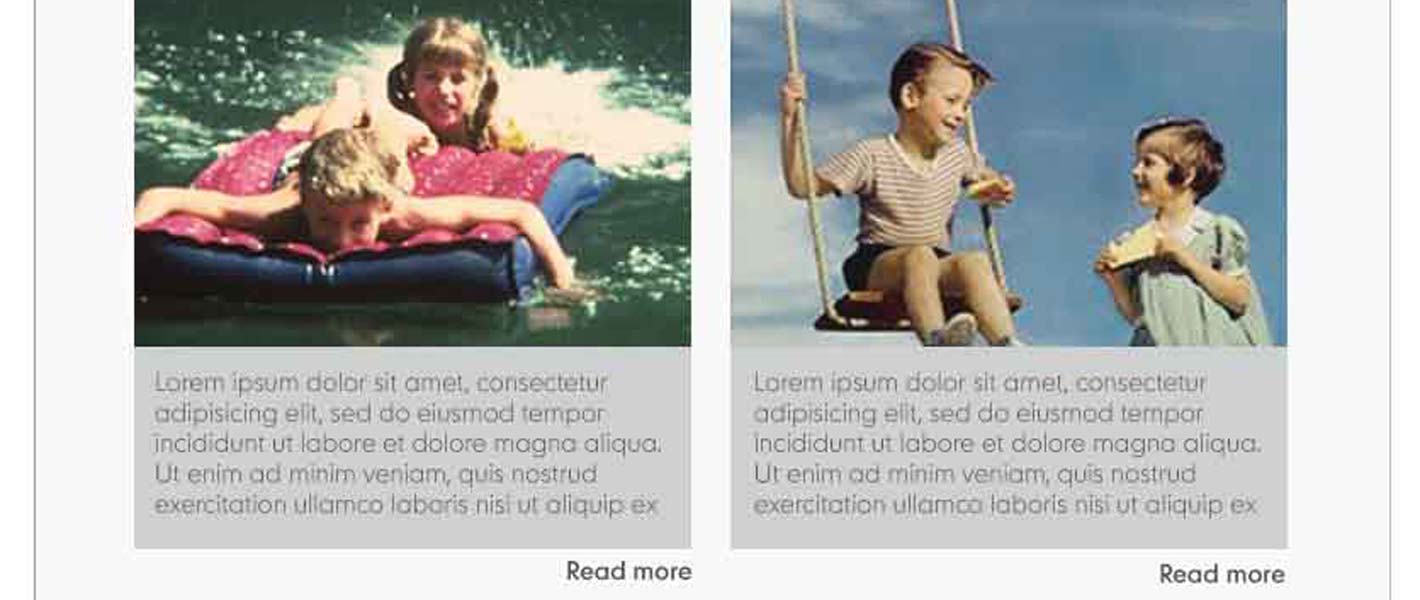 Lorem ipsum dolor sit amet, consectetur
adipisicing elit, sed do eiusmod tempor
incididunt ut labore et dolore magna aliqua.
Ut enim ad minim veniam, quis nostrud
exercitation ullamco laboris nisi ut aliquip ex
Read more
Lorem ipsum dolor sit amet, consectetur
adipisicing elit, sed do eiusmod tempor
incididunt ut labore et dolore magna aliqua.
Ut enim ad minim veniam, quis nostrud
exercitation ullamco laboris nisi ut aliquip ex
Read more